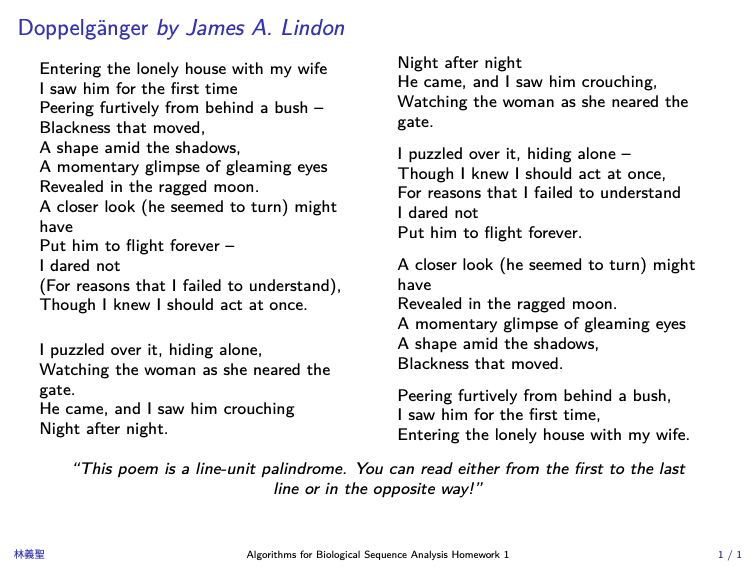 Doppelgänger by James A. Lindon
Entering the lonely house with my wife
I saw him for the first time
Peering furtively from behind a bush –
Blackness that moved,
A shape amid the shadows,
A momentary glimpse of gleaming eyes
Revealed in the ragged moon.
A closer look (he seemed to turn) might
have
Put him to flight forever –
I dared not
(For reasons that I failed to understand),
Though I knew I should act at once.
I puzzled over it, hiding alone,
Watching the woman as she neared the
gate.
He came, and I saw him crouching
Night after night.
Night after night
He came, and I saw him crouching,
Watching the woman as she neared the
gate.
I puzzled over it, hiding alone –
Though I knew I should act at once,
For reasons that I failed to understand
I dared not
Put him to flight forever.
A closer look (he seemed to turn) might
have
Revealed in the ragged moon.
A momentary glimpse of gleaming eyes
A shape amid the shadows,
Blackness that moved.
Peering furtively from behind a bush,
I saw him for the first time,
Entering the lonely house with my wife.
“This poem is a line-unit palindrome. You can read either from the first to the last
line or in the opposite way!”
林義聖
Algorithms for Biological Sequence Analysis Homework 1
1 / 1